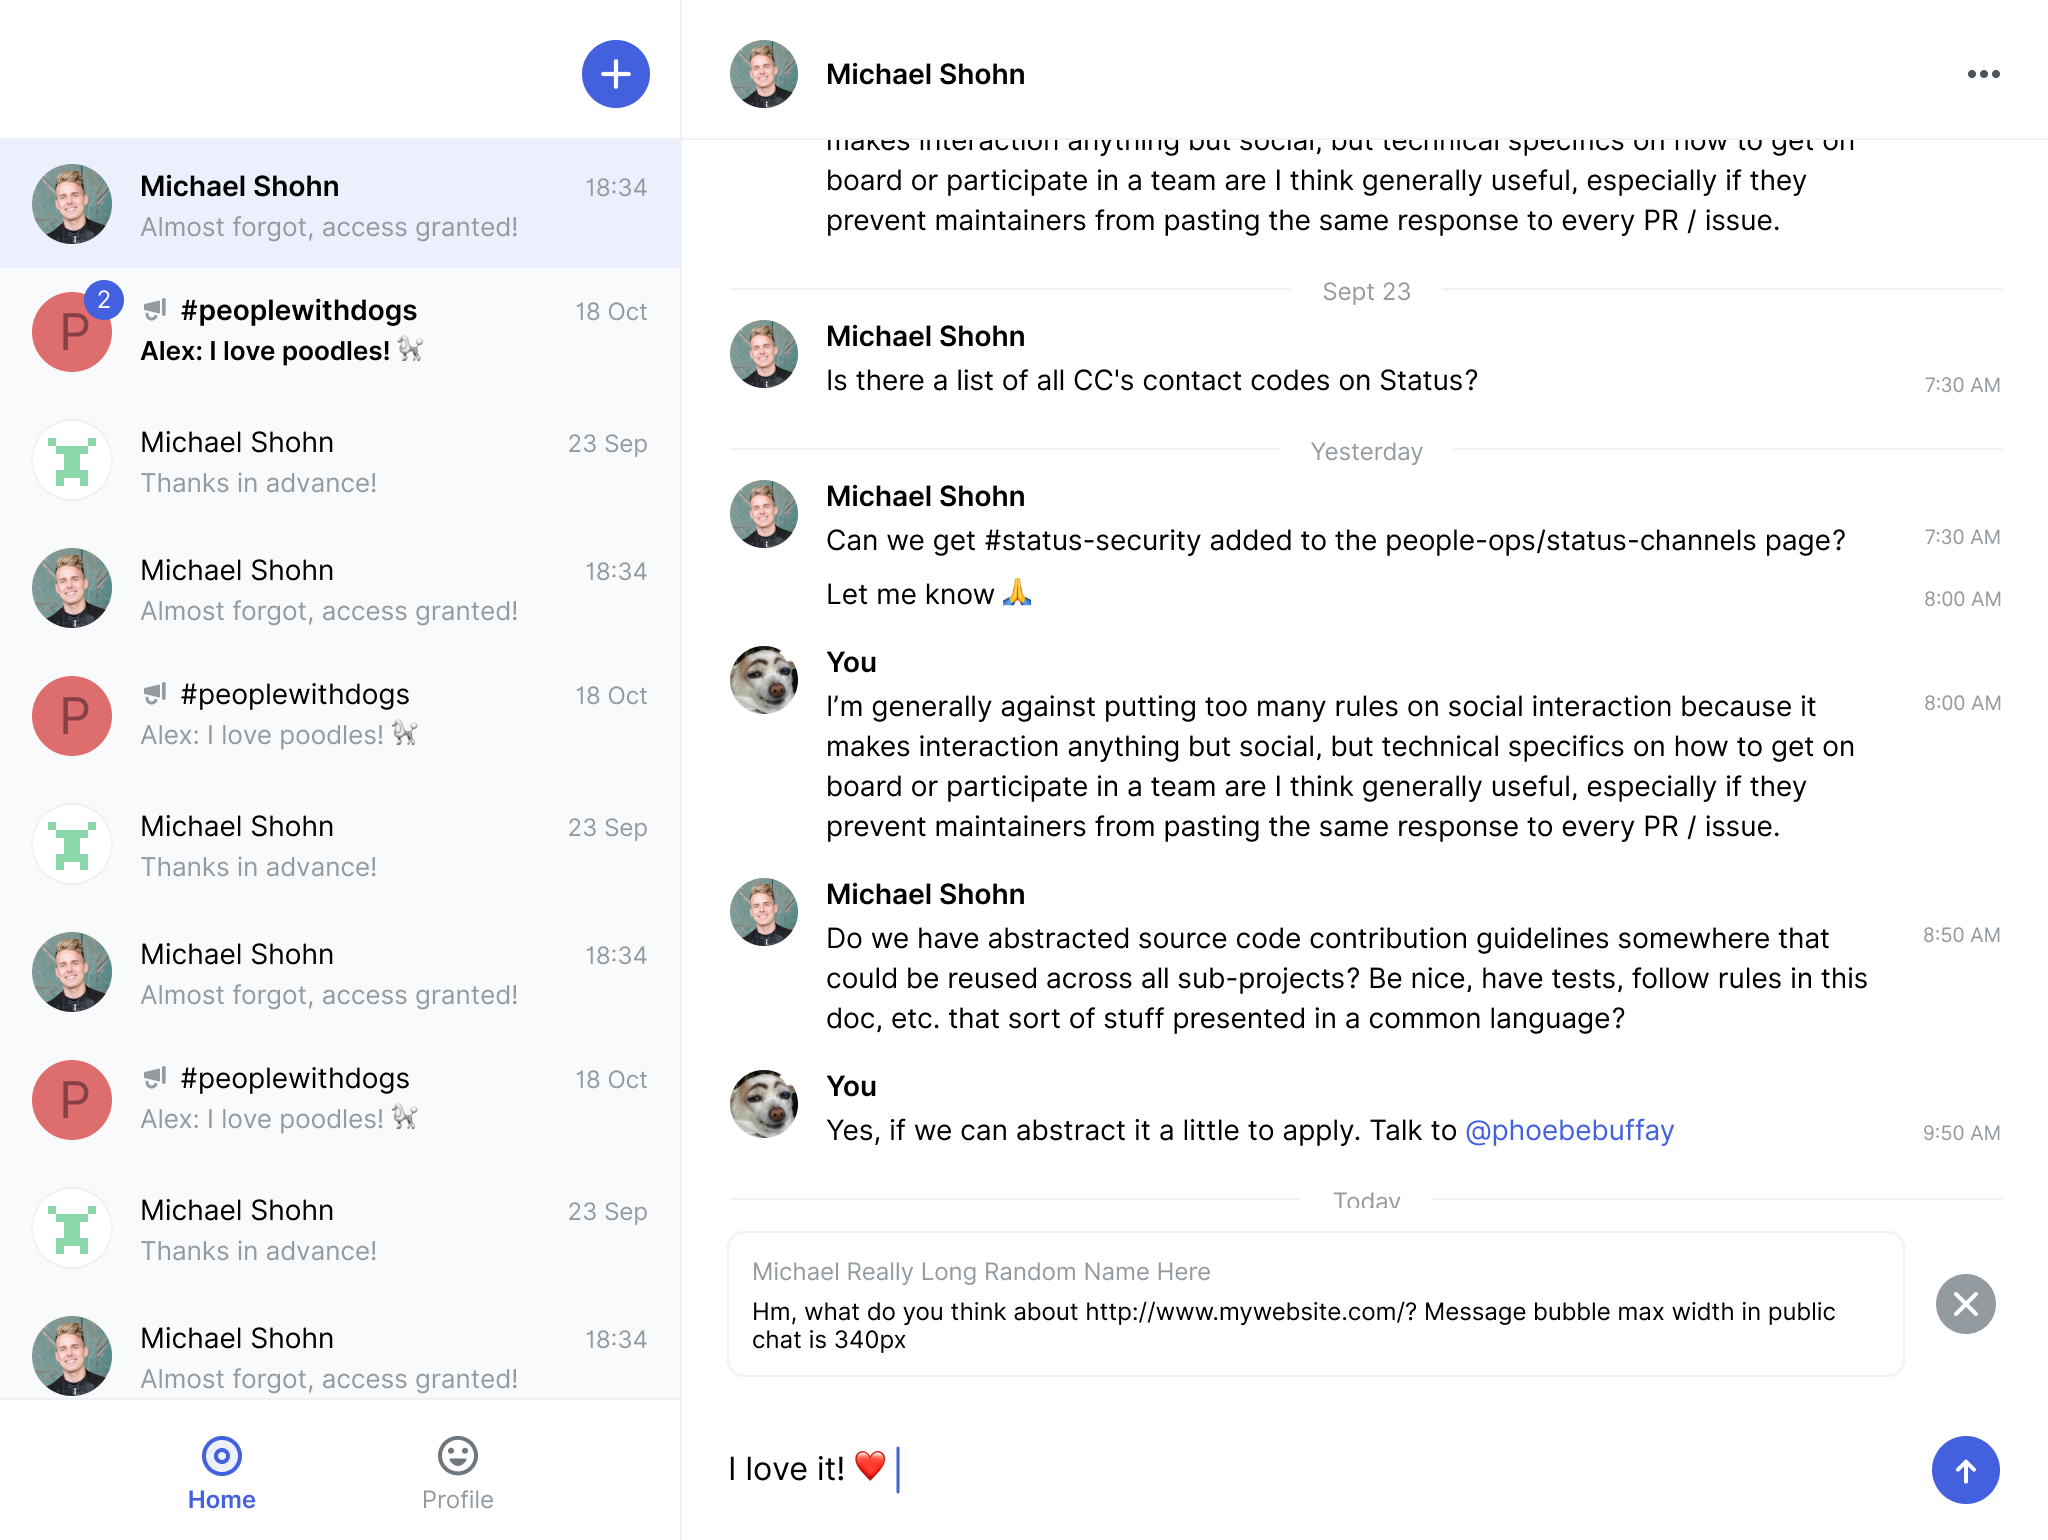 Michael Shohn
18:34
Almost forgot, access granted!
2
P
#peoplewithdogs
18 Oct
Alex: I love poodles! 🐩
Michael Shohn
23 Sep
Thanks in advance!
Michael Shohn
18:34
Almost forgot, access granted!
P
#peoplewithdogs
18 Oct
Alex: I love poodles! 🐩
Michael Shohn
23 Sep
Thanks in advance!
Michael Shohn
18:34
Almost forgot, access granted!
P
#peoplewithdogs
18 Oct
Alex: I love poodles! 🐩
Michael Shohn
23 Sep
Thanks in advance!
Michael Shohn
18:34
Almost forgot, access granted!
Home
Profile
Michael Shohn
makes interaction anything but social, but technical specifics on how to get on
board or participate in a team are I think generally useful, especially if they
prevent maintainers from pasting the same response to every PR / issue.
Sept 23
Michael Shohn
Is there a list of all CC's contact codes on Status?
7:30 AM
Yesterday
Michael Shohn
Can we get #status-security added to the people-ops/status-channels page?
7:30 AM
Let me know 🙏
8:00 AM
You
I’m generally against putting too many rules on social interaction because it
8:00 AM
makes interaction anything but social, but technical specifics on how to get on
board or participate in a team are I think generally useful, especially if they
prevent maintainers from pasting the same response to every PR / issue.
Michael Shohn
Do we have abstracted source code contribution guidelines somewhere that
8:50 AM
could be reused across all sub-projects? Be nice, have tests, follow rules in this
doc, etc. that sort of stuff presented in a common language?
You
Yes, if we can abstract it a little to apply. Talk to @phoebebuffay
9:50 AM
Today
Michael Really Long Random Name Here
Hm, what do you think about http://www.mywebsite.com/? Message bubble max width in public
chat is 340px
I love it! ❤️